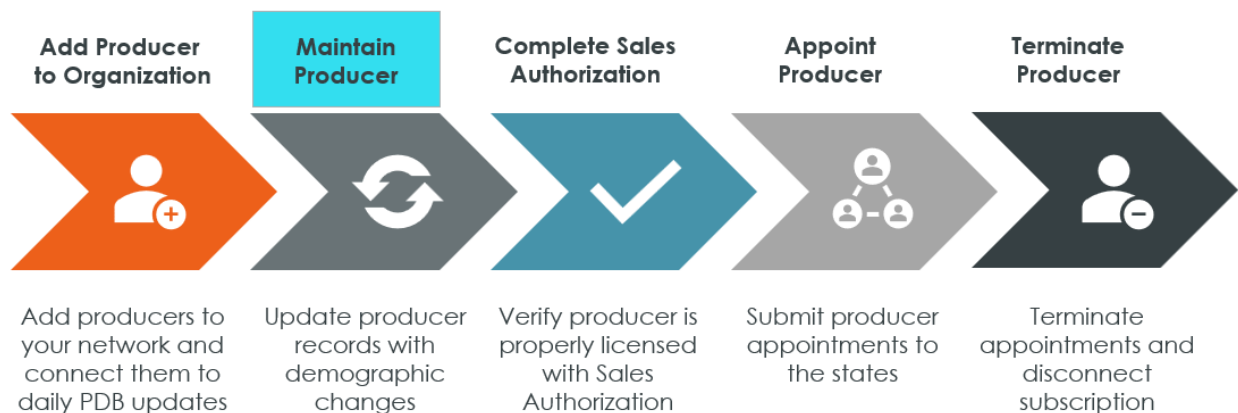 Add Producer
to Organization
Maintain
Producer
Complete Sales
Authorization
Appoint
Producer
Terminate
Producer
Add producers to
your network and
connect them to
daily PDB updates
Update producer
records with
demographic
changes
Verify producer is
properly licensed
with Sales
Authorization
Submit producer
appointments to
the states
Terminate
appointments and
disconnect
subscription